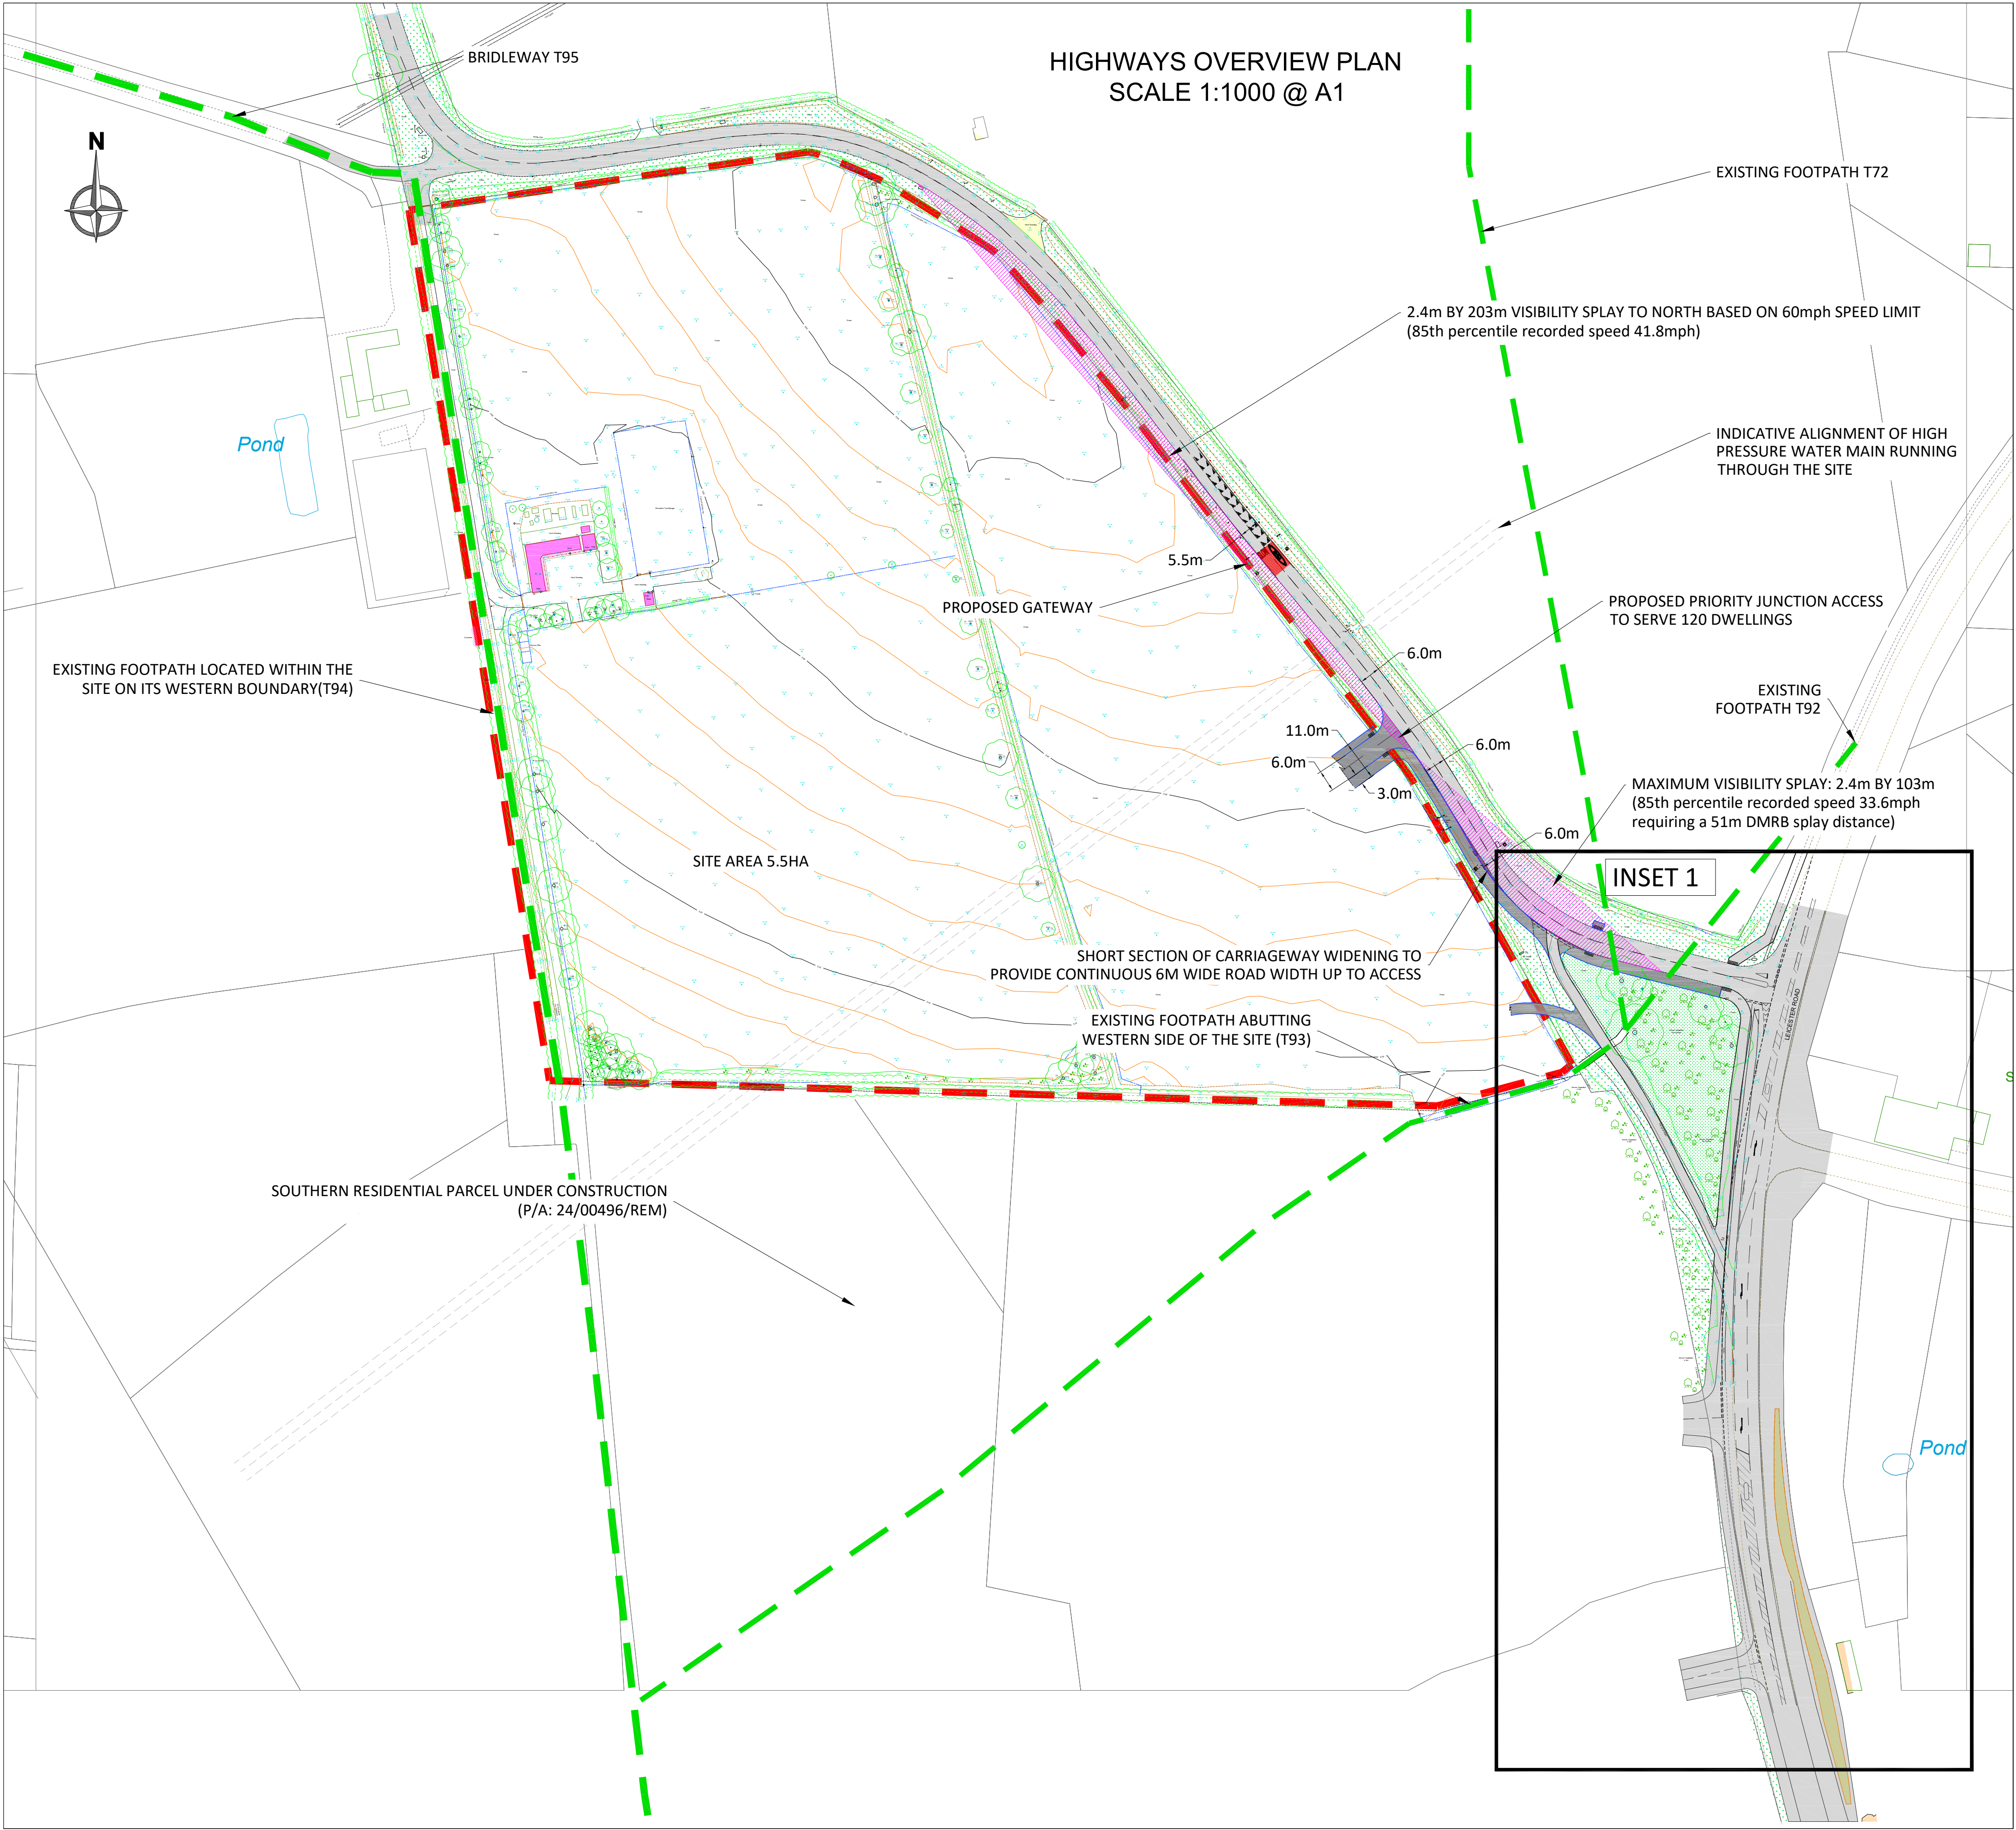 HIGHWAYS OVERVIEW PLAN
SCALE 1:1000 @ A1
BRIDLEWAY T95
N
EXISTING FOOTPATH T72
2.4m BY 203m VISIBILITY SPLAY TO NORTH BASED ON 60mph SPEED LIMIT
(85th percentile recorded speed 41.8mph)
Pond
INDICATIVE ALIGNMENT OF HIGH
PRESSURE WATER MAIN RUNNING
THROUGH THE SITE
5.5m
PROPOSED GATEWAY
PROPOSED PRIORITY JUNCTION ACCESS
TO SERVE 120 DWELLINGS
6.0m
EXISTING FOOTPATH LOCATED WITHIN THE
SITE ON ITS WESTERN BOUNDARY(T94)
EXISTING
FOOTPATH T92
11.0m
6.0m
6.0m
3.0m
MAXIMUM VISIBILITY SPLAY: 2.4m BY 103m
(85th percentile recorded speed 33.6mph
requiring a 51m DMRB splay distance)
6.0m
SITE AREA 5.5HA
INSET 1
SHORT SECTION OF CARRIAGEWAY WIDENING TO
PROVIDE CONTINUOUS 6M WIDE ROAD WIDTH UP TO ACCESS
EXISTING FOOTPATH ABUTTING
WESTERN SIDE OF THE SITE (T93)
LEICESTER ROAD
S
SOUTHERN RESIDENTIAL PARCEL UNDER CONSTRUCTION
(P/A: 24/00496/REM)
Pond